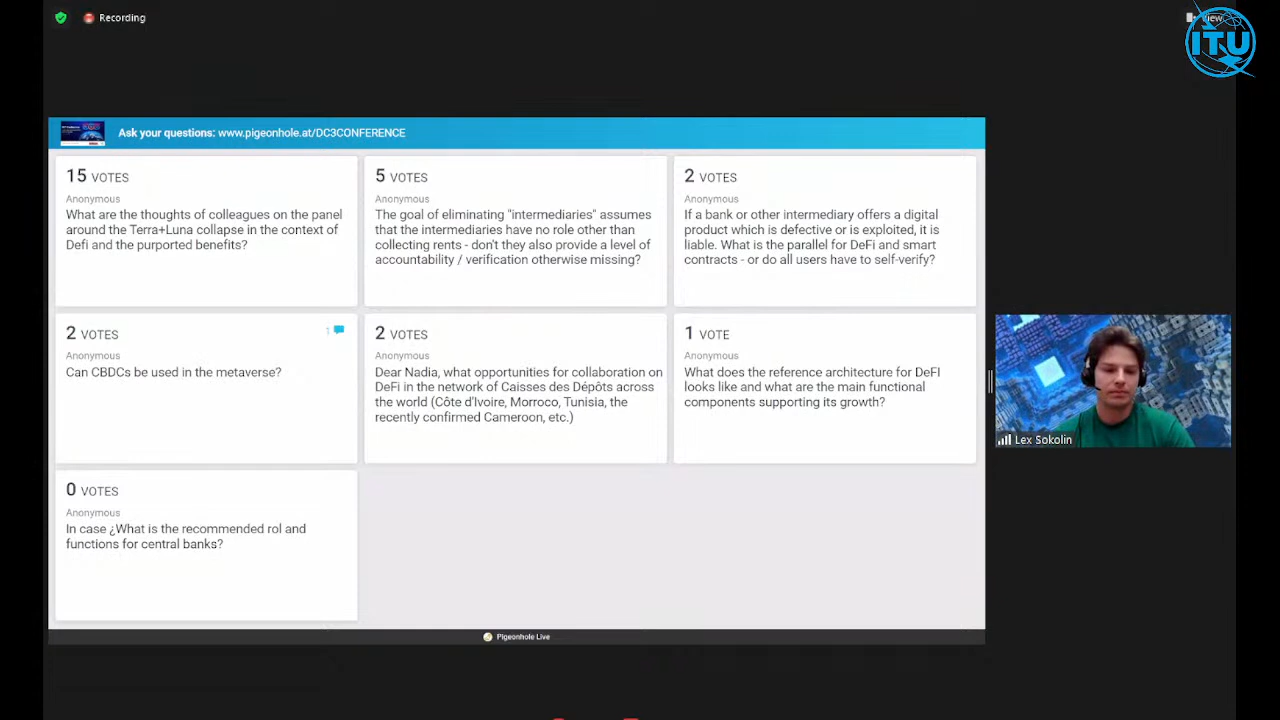 Recording
View
ITU
Ask your questions: www.pigeonhole.at/DC3CONFERENCE
15 VOTES
Anonymous
What are the thoughts of colleagues on the panel
around the Terra+Luna collapse in the context of
Defi and the purported benefits?
5 VOTES
Anonymous
The goal of eliminating "intermediaries" assumes
that the intermediaries have no role other than
collecting rents - don't they also provide a level of
accountability / verification otherwise missing?
2 VOTES
Anonymous
If a bank or other intermediary offers a digital
product which is defective or is exploited, it is
liable. What is the parallel for DeFi and smart
contracts - or do all users have to self-verify?
2 VOTES
1
Anonymous
Can CBDCs be used in the metaverse?
2 VOTES
Anonymous
Dear Nadia, what opportunities for collaboration on
DeFi in the network of Caisses des Dépôts across
the world (Côte d'Ivoire, Morroco, Tunisia, the
recently confirmed Cameroon, etc.)
1 VOTE
Anonymous
What does the reference architecture for DeFI
looks like and what are the main functional
components supporting its growth?
0 VOTES
Anonymous
In case ¿What is the recommended rol and
functions for central banks?
Lex Sokolin
Pigeonhole Live